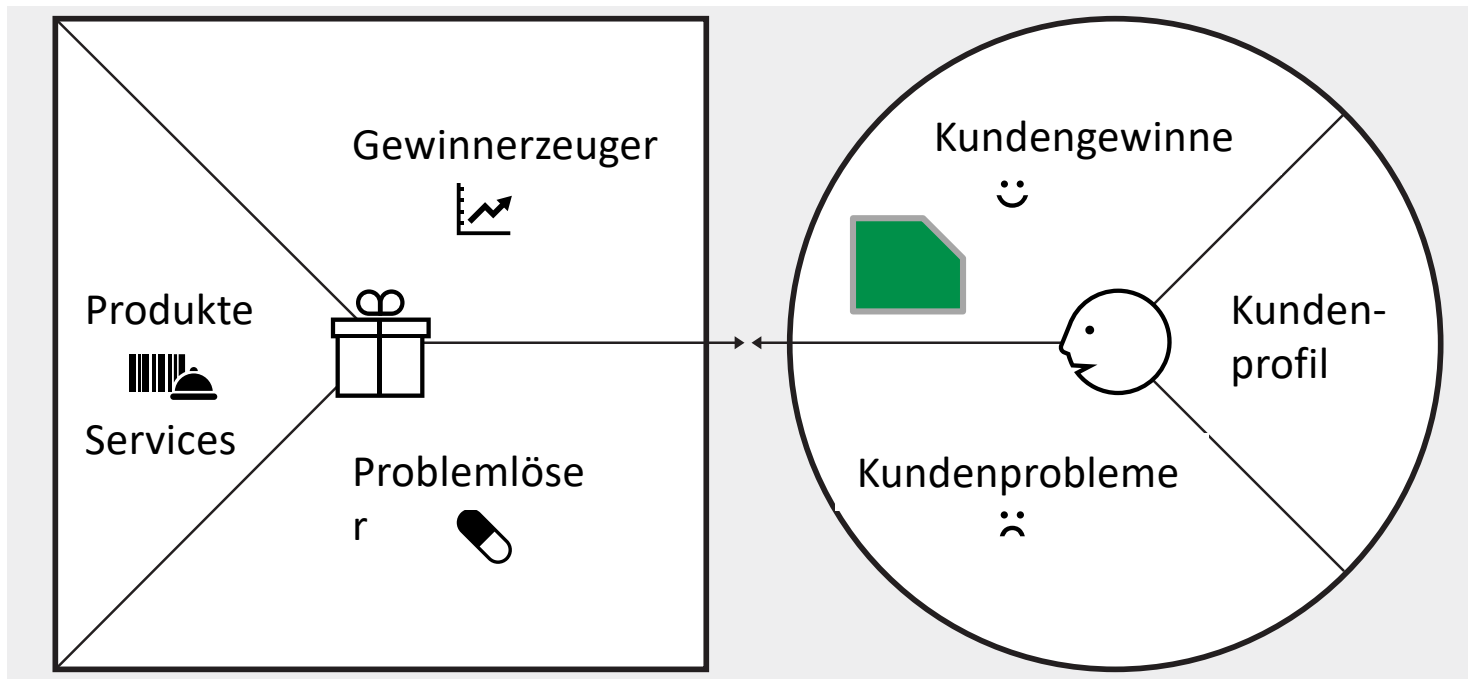 Gewinnerzeuger
Produkte
Services
Problemlöse
r
Kundengewinne
Kunden-
profil
Kundenprobleme